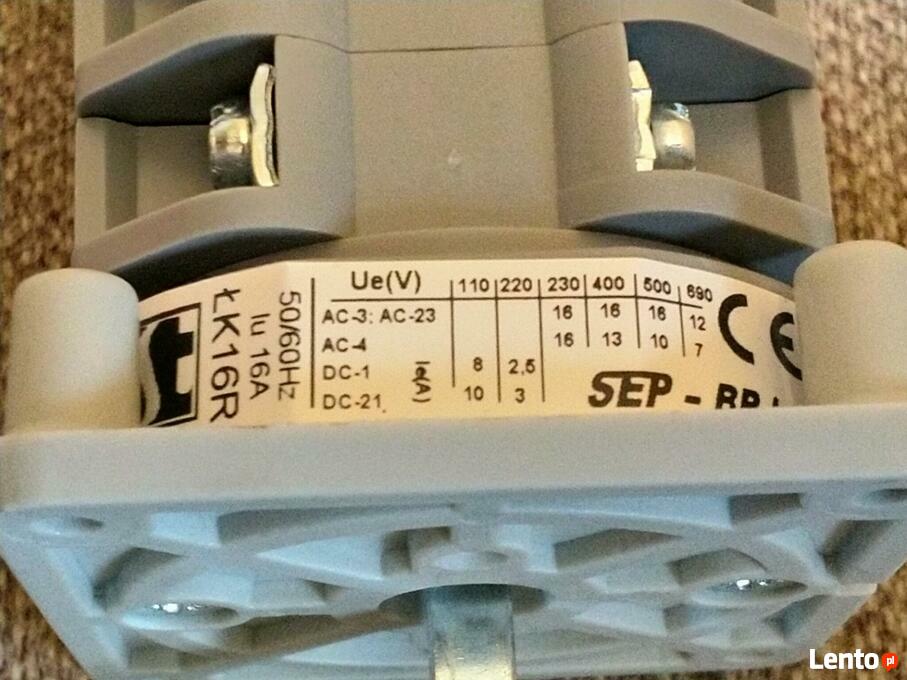 ŁK16R
Iu 16A
50/60Hz
Ue(V) 110 220 230 400 500 690
AC-3: AC-23 16 16 16 12
AC-4 16 13 10 7
DC-1 8 2,5
DC-21 10 3
Ie(A)
SEP - BR
CE
Lento pl